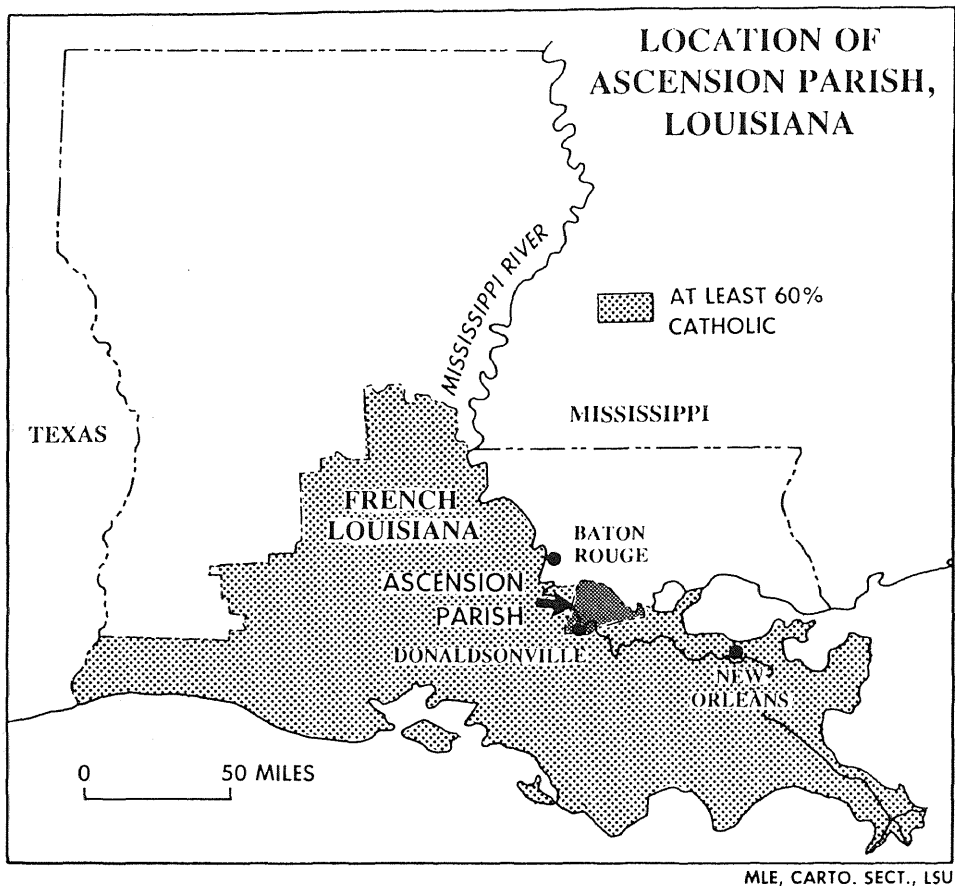 LOCATION OF
ASCENSION PARISH,
LOUISIANA
MISSISSIPPI RIVER
AT LEAST 60%
CATHOLIC
TEXAS
MISSISSIPPI
FRENCH
LOUISIANA
BATON
ROUGE
ASCENSION
PARISH
DONALDSONVILLE
NEW
ORLEANS
0 50 MILES
MLE, CARTO. SECT., LSU